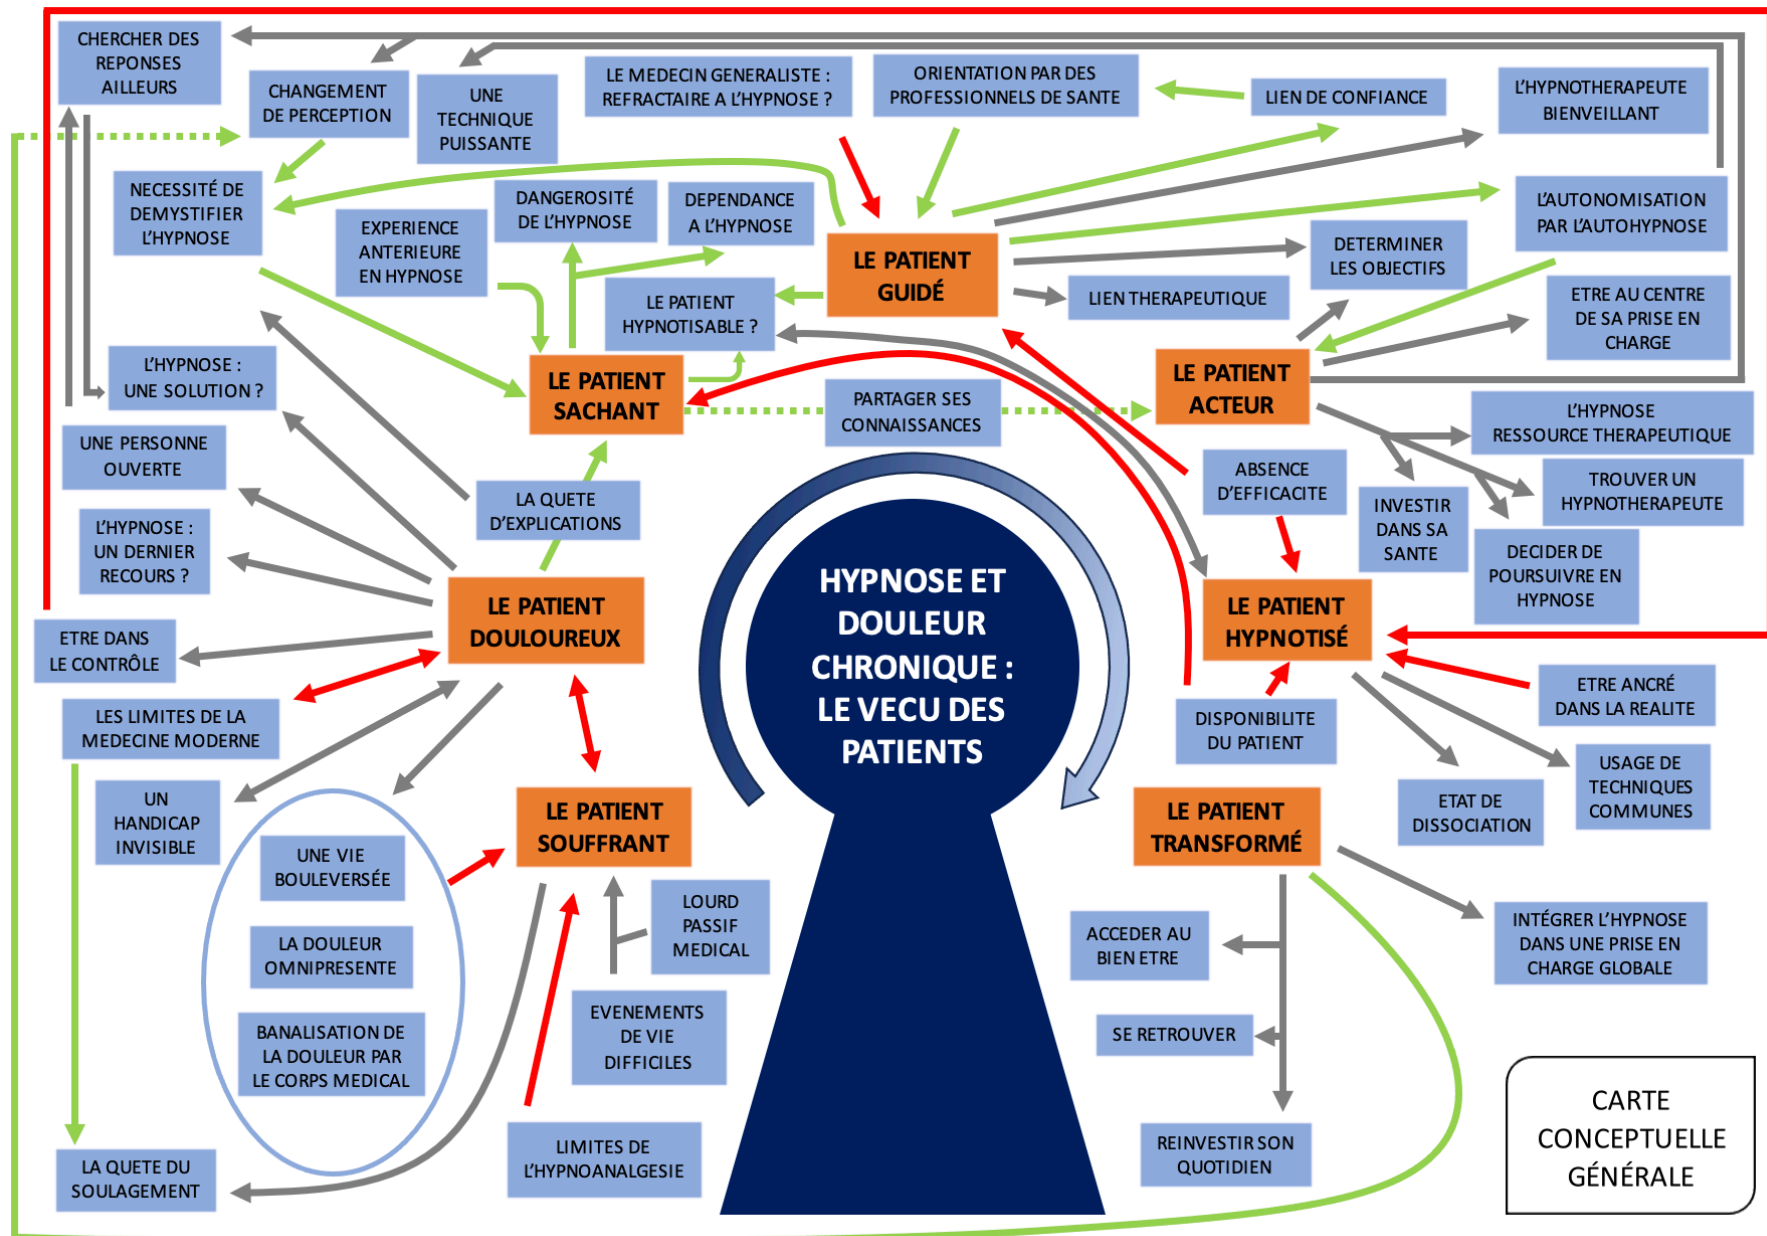 CHERCHER DES
REPONSES
AILLEURS
CHANGEMENT
DE PERCEPTION
UNE
TECHNIQUE
PUISSANTE
LE MEDECIN GENERALISTE :
REFRACTAIRE A L'HYPNOSE ?
ORIENTATION PAR DES
PROFESSIONNELS DE SANTE
LIEN DE CONFIANCE
L'HYPNOTHERAPEUTE
BIENVEILLANT
NECESSITÉ DE
DEMYSTIFIER
L'HYPNOSE
EXPERIENCE
ANTERIEURE
EN HYPNOSE
DANGEROSITÉ
DE L'HYPNOSE
DEPENDANCE
A L'HYPNOSE
LE PATIENT
GUIDÉ
L'AUTONOMISATION
PAR L'AUTOHYPNOSE
DETERMINER
LES OBJECTIFS
LIEN THERAPEUTIQUE
LE PATIENT
HYPNOTISABLE ?
ETRE AU CENTRE
DE SA PRISE EN
CHARGE
L'HYPNOSE :
UNE SOLUTION ?
LE PATIENT
SACHANT
PARTAGER SES
CONNAISSANCES
LE PATIENT
ACTEUR
L'HYPNOSE
RESSOURCE THERAPEUTIQUE
UNE PERSONNE
OUVERTE
LA QUETE
D'EXPLICATIONS
ABSENCE
D'EFFICACITE
INVESTIR
DANS SA
SANTE
TROUVER UN
HYPNOTHERAPEUTE
L'HYPNOSE :
UN DERNIER
RECOURS ?
DECIDER DE
POURSUIVRE EN
HYPNOSE
LE PATIENT
DOULOUREUX
HYPNOSE ET
DOULEUR
CHRONIQUE :
LE VECU DES
PATIENTS
LE PATIENT
HYPNOTISÉ
ETRE DANS
LE CONTRÔLE
LES LIMITES DE LA
MEDECINE MODERNE
DISPONIBILITE
DU PATIENT
ETRE ANCRÉ
DANS LA REALITE
UN
HANDICAP
INVISIBLE
LE PATIENT
SOUFFRANT
LE PATIENT
TRANSFORMÉ
ETAT DE
DISSOCIATION
USAGE DE
TECHNIQUES
COMMUNES
UNE VIE
BOULEVERSÉE
LOURD
PASSIF
MEDICAL
ACCEDER AU
BIEN ETRE
INTÉGRER L'HYPNOSE
DANS UNE PRISE EN
CHARGE GLOBALE
LA DOULEUR
OMNIPRESENTE
EVENEMENTS
DE VIE
DIFFICILES
SE RETROUVER
BANALISATION DE
LA DOULEUR PAR
LE CORPS MEDICAL
LIMITES DE
L'HYPNOANALGESIE
REINVESTIR SON
QUOTIDIEN
LA QUETE DU
SOULAGEMENT
CARTE
CONCEPTUELLE
GÉNÉRALE